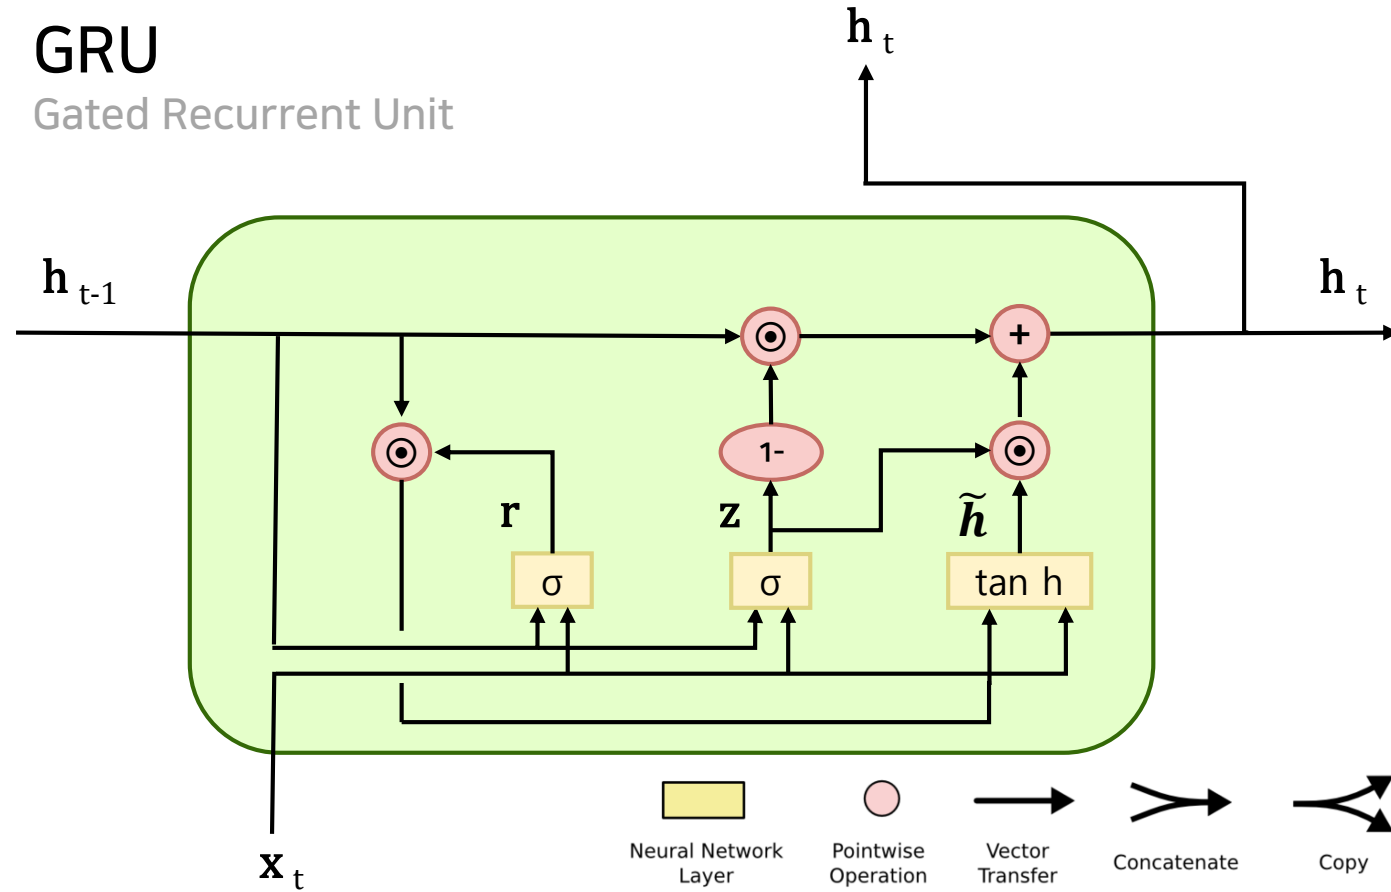 GRU
Gated Recurrent Unit
h t
h t-1
h t
⊙
+
⊙
1-
⊙
r
z
h̃
σ
σ
tan h
x t
Neural Network
Layer
Pointwise
Operation
Vector
Transfer
Concatenate
Copy